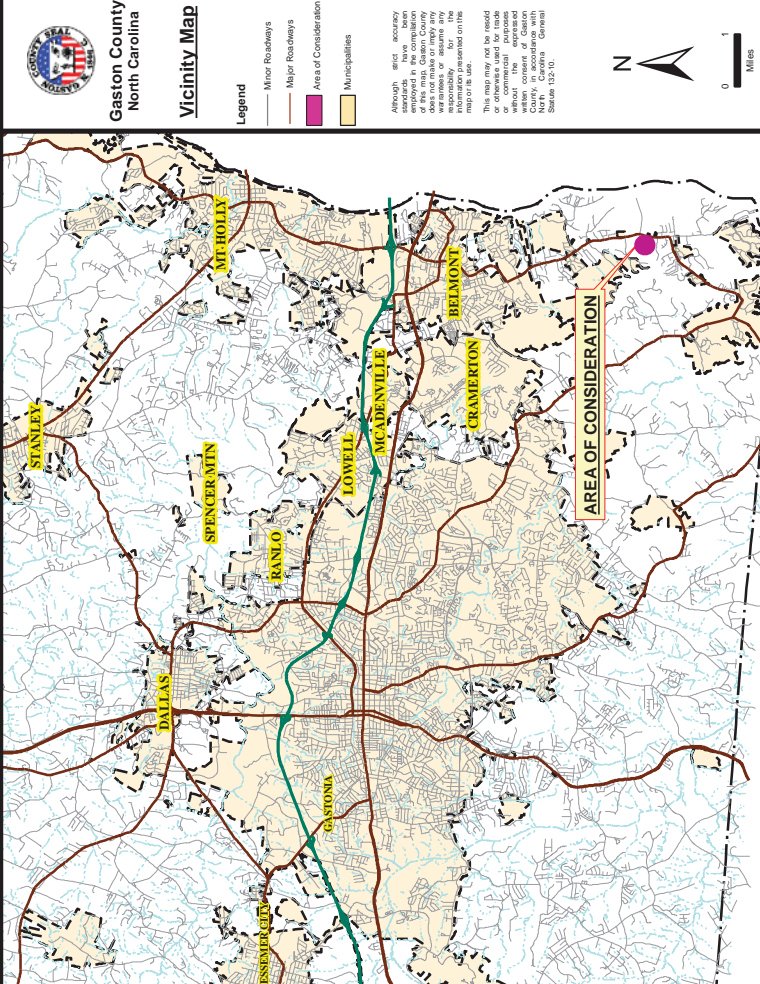 COUNTY SEAL
GASTON
N C
Gaston County
North Carolina
Vicinity Map
Legend
Minor Roadways
Major Roadways
Area of Consideration
Municipalities
Although strict accuracy
standards have been
employed in the compilation
of this map, Gaston County
does not make or imply any
warrantees or assume any
responsibility for the
information presented on this
map or its use.
This map may not be resold
or otherwise used for trade
or commercial purposes
without the expressed
written consent of Gaston
County, in accordance with
North Carolina General
Statute 132-10.
N
0 1
Miles
MT HOLLY
BELMONT
STANLEY
SPENCER MTN
MCADENVILLE
CRAMERTON
LOWELL
RANLO
AREA OF CONSIDERATION
DALLAS
GASTONIA
ESSEMER CITY